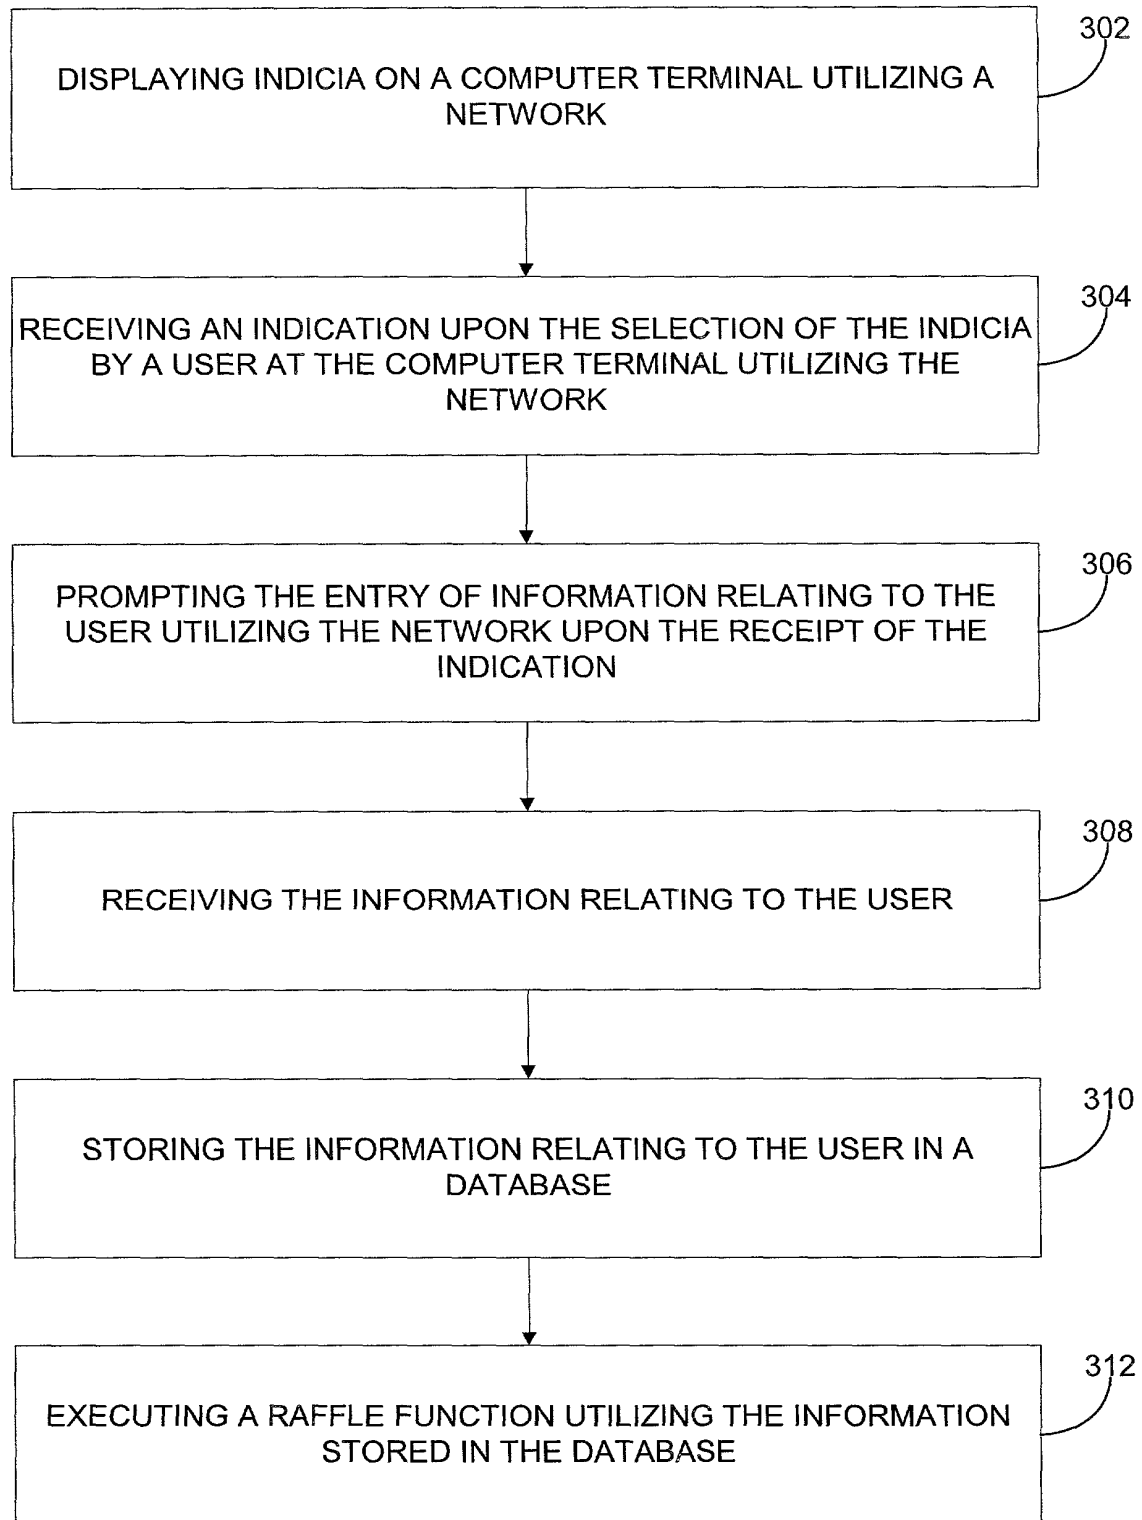 302
DISPLAYING INDICIA ON A COMPUTER TERMINAL UTILIZING A
NETWORK
304
RECEIVING AN INDICATION UPON THE SELECTION OF THE INDICIA
BY A USER AT THE COMPUTER TERMINAL UTILIZING THE
NETWORK
306
PROMPTING THE ENTRY OF INFORMATION RELATING TO THE
USER UTILIZING THE NETWORK UPON THE RECEIPT OF THE
INDICATION
308
RECEIVING THE INFORMATION RELATING TO THE USER
310
STORING THE INFORMATION RELATING TO THE USER IN A
DATABASE
312
EXECUTING A RAFFLE FUNCTION UTILIZING THE INFORMATION
STORED IN THE DATABASE